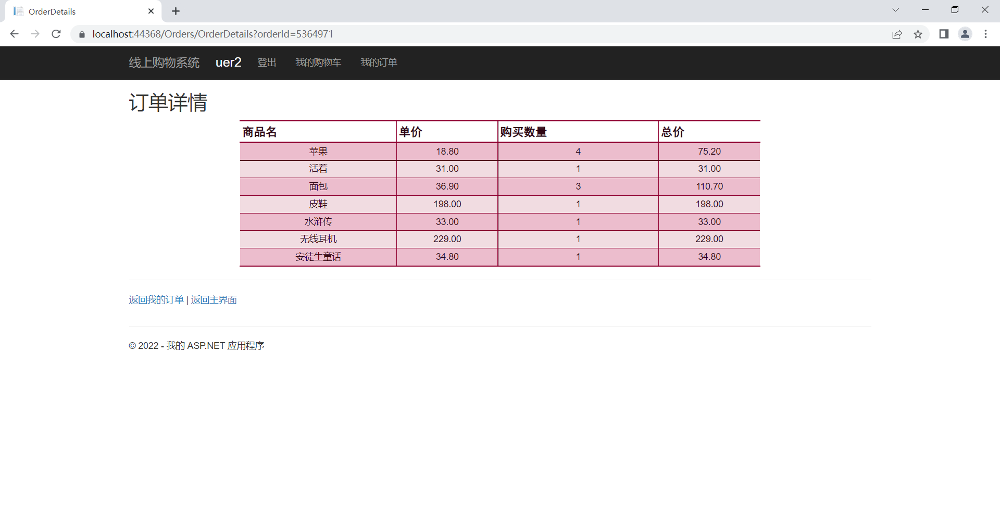 OrderDetails
localhost:44368/Orders/OrderDetails?orderId=5364971
线上购物系统 uer2 登出 我的购物车 我的订单
订单详情
商品名 单价 购买数量 总价
苹果 18.80 4 75.20
活着 31.00 1 31.00
面包 36.90 3 110.70
皮鞋 198.00 1 198.00
水浒传 33.00 1 33.00
无线耳机 229.00 1 229.00
安徒生童话 34.80 1 34.80
返回我的订单 | 返回主界面
© 2022 - 我的 ASP.NET 应用程序